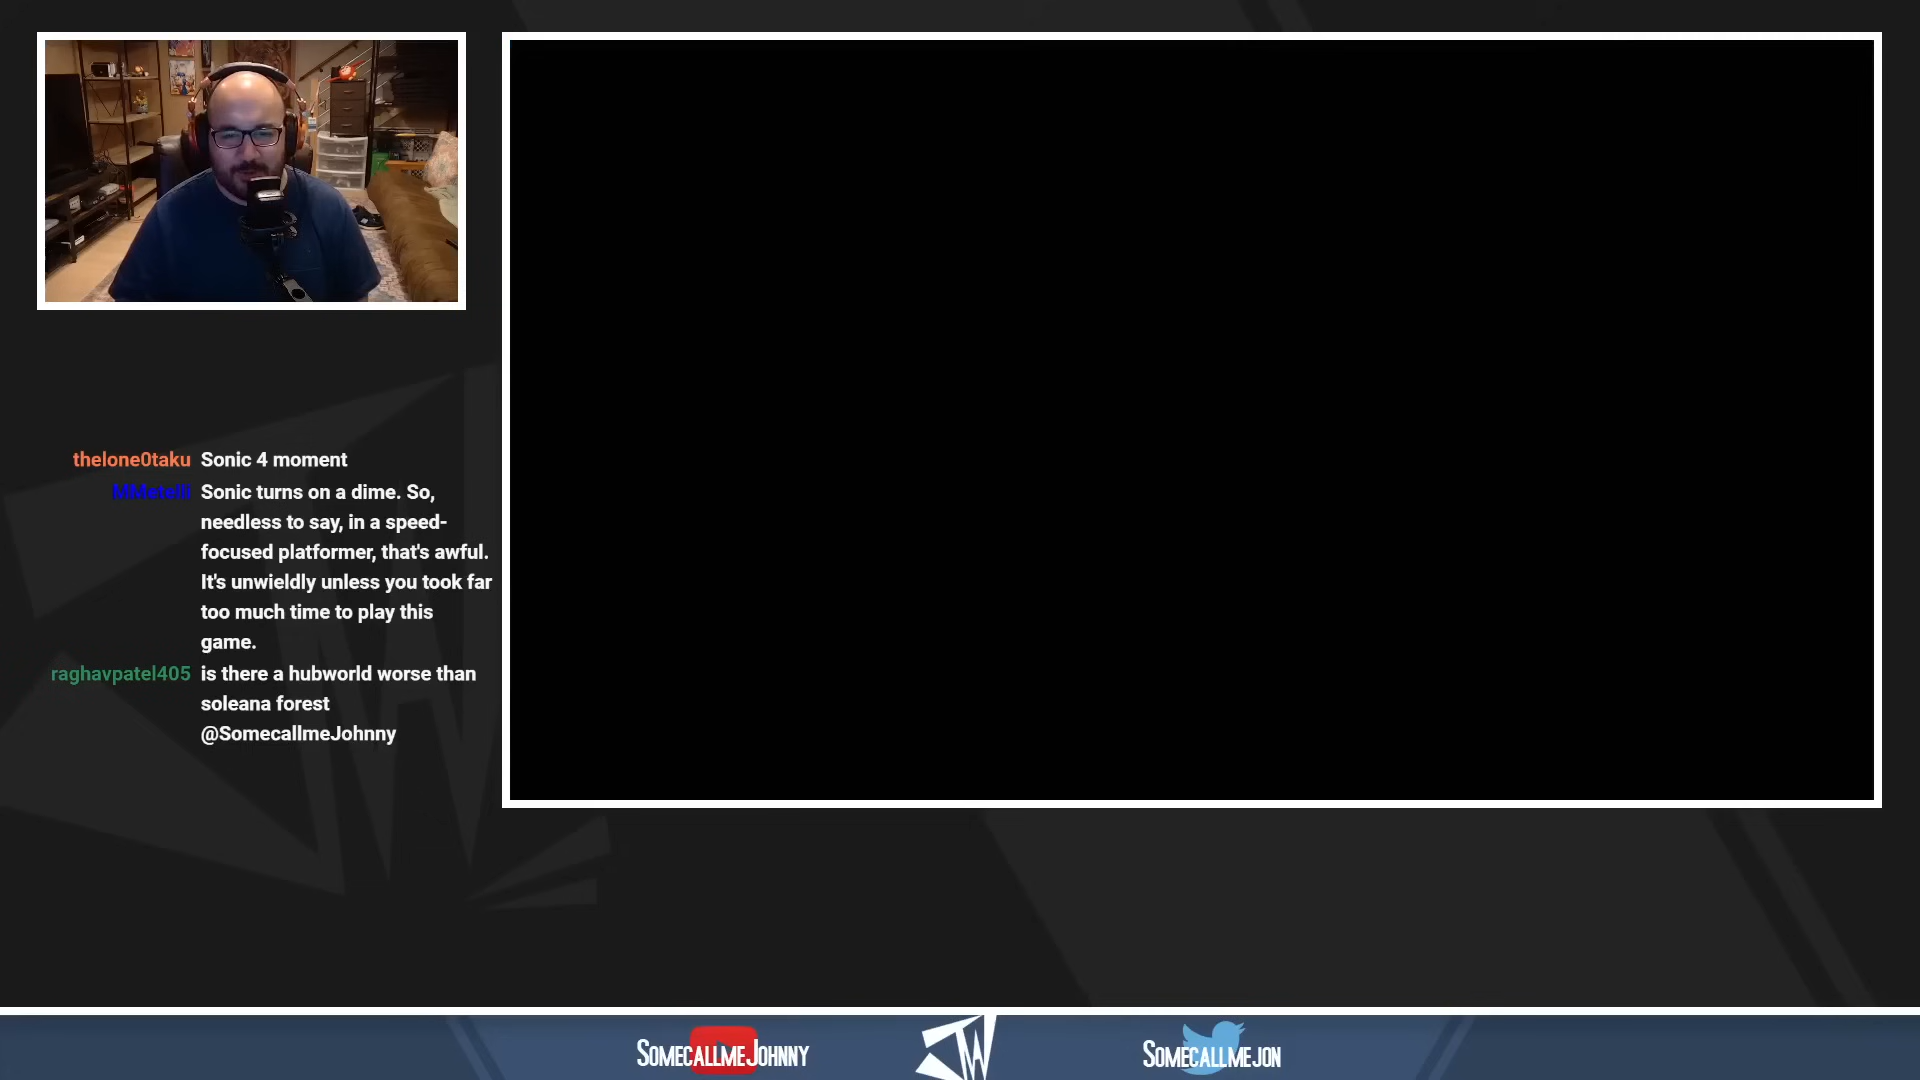 thelone0taku Sonic 4 moment
MMetelli Sonic turns on a dime. So,
needless to say, in a speed-
focused platformer, that's awful.
It's unwieldly unless you took far
too much time to play this
game.
raghavpatel405 is there a hubworld worse than
soleana forest
@SomecallmeJohnny
SomecallmeJohnny
Somecallmejon